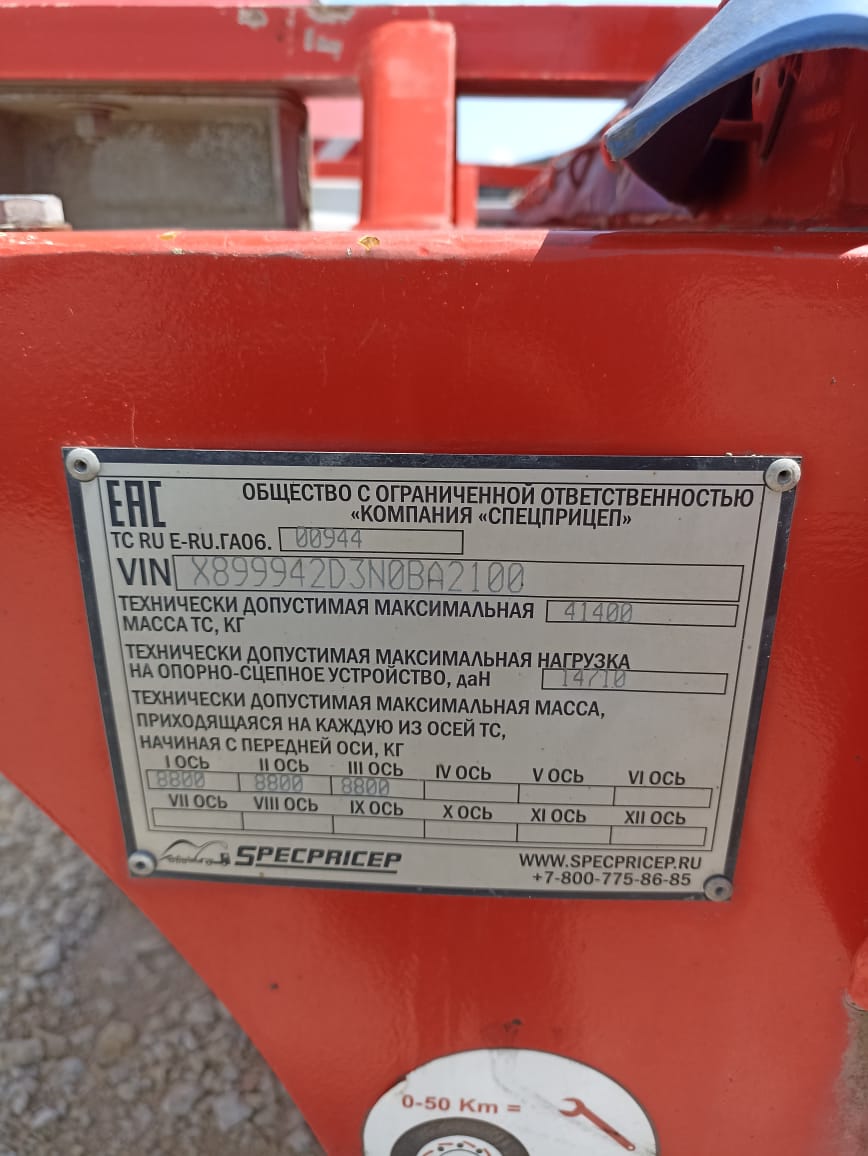 EAC
ОБЩЕСТВО С ОГРАНИЧЕННОЙ ОТВЕТСТВЕННОСТЬЮ
«КОМПАНИЯ «СПЕЦПРИЦЕП»
ТС RU E-RU.ГА06. 00944
VIN X899942D3N0BA2100
ТЕХНИЧЕСКИ ДОПУСТИМАЯ МАКСИМАЛЬНАЯ 41400
МАССА ТС, КГ
ТЕХНИЧЕСКИ ДОПУСТИМАЯ МАКСИМАЛЬНАЯ НАГРУЗКА
НА ОПОРНО-СЦЕПНОЕ УСТРОЙСТВО, даН 14710
ТЕХНИЧЕСКИ ДОПУСТИМАЯ МАКСИМАЛЬНАЯ МАССА,
ПРИХОДЯЩАЯСЯ НА КАЖДУЮ ИЗ ОСЕЙ ТС,
НАЧИНАЯ С ПЕРЕДНЕЙ ОСИ, КГ
I ОСЬ II ОСЬ III ОСЬ IV ОСЬ V ОСЬ VI ОСЬ
8800 8800 8800
VII ОСЬ VIII ОСЬ IX ОСЬ X ОСЬ XI ОСЬ XII ОСЬ
SPECPRICEP WWW.SPECPRICEP.RU
+7-800-775-86-85
0-50 Km =